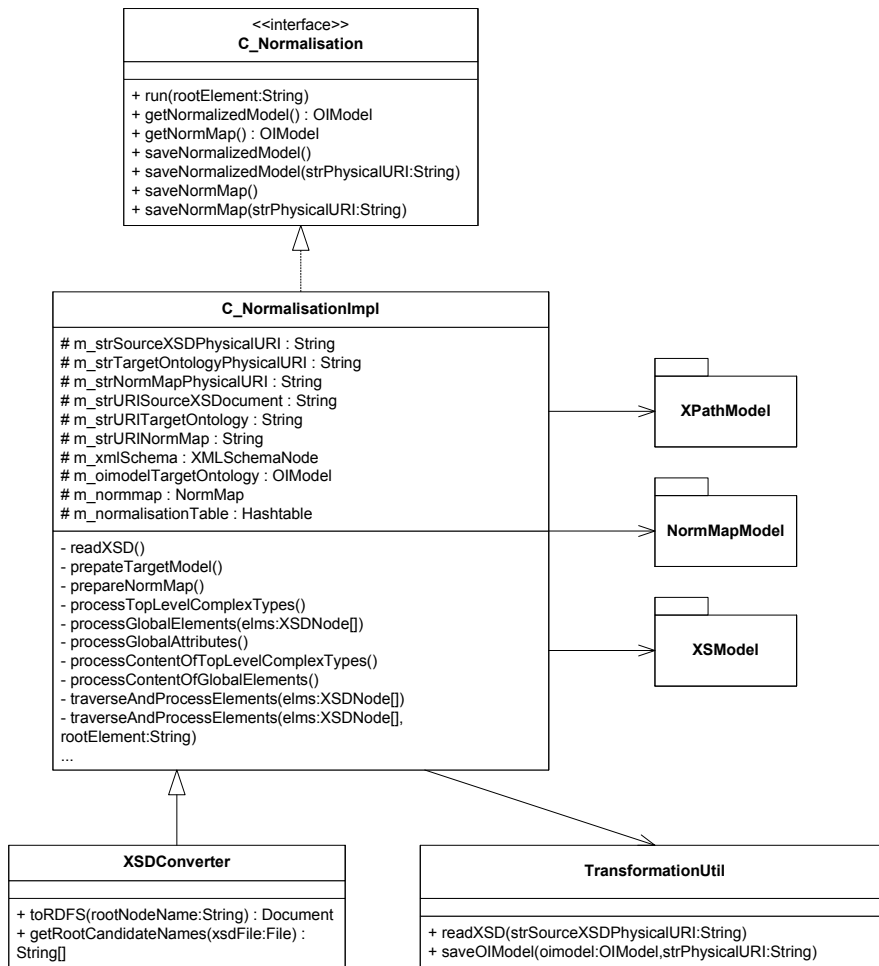 <<interface>>
C_Normalisation
+ run(rootElement:String)
+ getNormalizedModel() : OIModel
+ getNormMap() : OIModel
+ saveNormalizedModel()
+ saveNormalizedModel(strPhysicalURI:String)
+ saveNormMap()
+ saveNormMap(strPhysicalURI:String)
C_NormalisationImpl
# m_strSourceXSDPhysicalURI : String
# m_strTargetOntologyPhysicalURI : String
# m_strNormMapPhysicalURI : String
# m_strURISourceXSDocument : String
# m_strURITargetOntology : String
# m_strURINormMap : String
# m_xmlSchema : XMLSchemaNode
# m_oimodelTargetOntology : OIModel
# m_normmap : NormMap
# m_normalisationTable : Hashtable
- readXSD()
- prepateTargetModel()
- prepareNormMap()
- processTopLevelComplexTypes()
- processGlobalElements(elms:XSDNode[])
- processGlobalAttributes()
- processContentOfTopLevelComplexTypes()
- processContentOfGlobalElements()
- traverseAndProcessElements(elms:XSDNode[])
- traverseAndProcessElements(elms:XSDNode[],
rootElement:String)
...
XPathModel
NormMapModel
XSModel
XSDConverter
+ toRDFS(rootNodeName:String) : Document
+ getRootCandidateNames(xsdFile:File) :
String[]
TransformationUtil
+ readXSD(strSourceXSDPhysicalURI:String)
+ saveOIModel(oimodel:OIModel,strPhysicalURI:String)